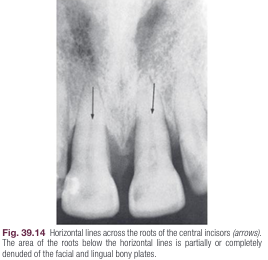 Fig. 39.14 Horizontal lines across the roots of the central incisors (arrows).
The area of the roots below the horizontal lines is partially or completely
denuded of the facial and lingual bony plates.